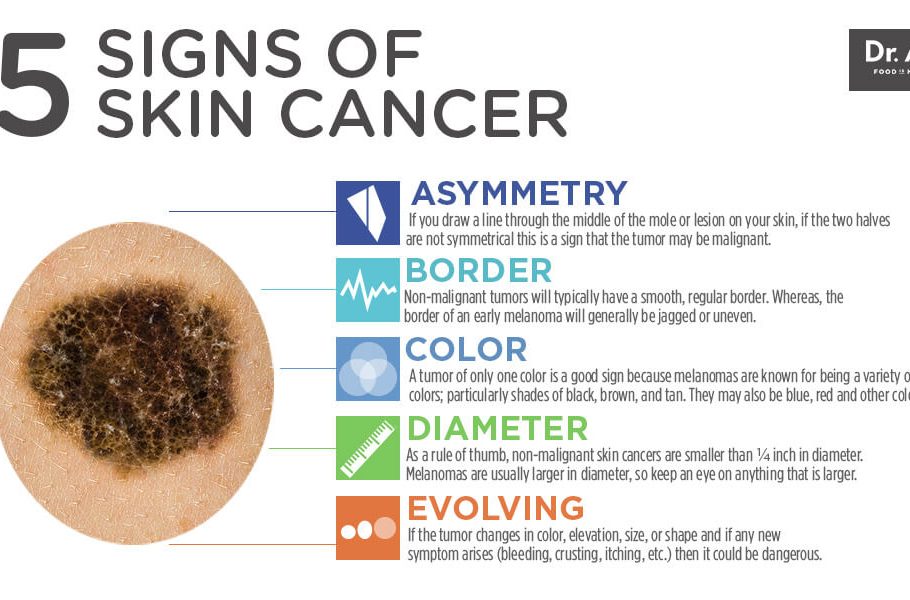 5 SIGNS OF
SKIN CANCER
Dr.
FOOD IS
ASYMMETRY
If you draw a line through the middle of the mole or lesion on your skin, if the two halves
are not symmetrical this is a sign that the tumor may be malignant.
BORDER
Non-malignant tumors will typically have a smooth, regular border. Whereas, the
border of an early melanoma will generally be jagged or uneven.
COLOR
A tumor of only one color is a good sign because melanomas are known for being a variety
colors; particularly shades of black, brown, and tan. They may also be blue, red and other
DIAMETER
As a rule of thumb, non-malignant skin cancers are smaller than ¼ inch in diameter.
Melanomas are usually larger in diameter, so keep an eye on anything that is larger.
EVOLVING
If the tumor changes in color, elevation, size, or shape and if any new
symptom arises (bleeding, crusting, itching, etc.) then it could be dangerous.